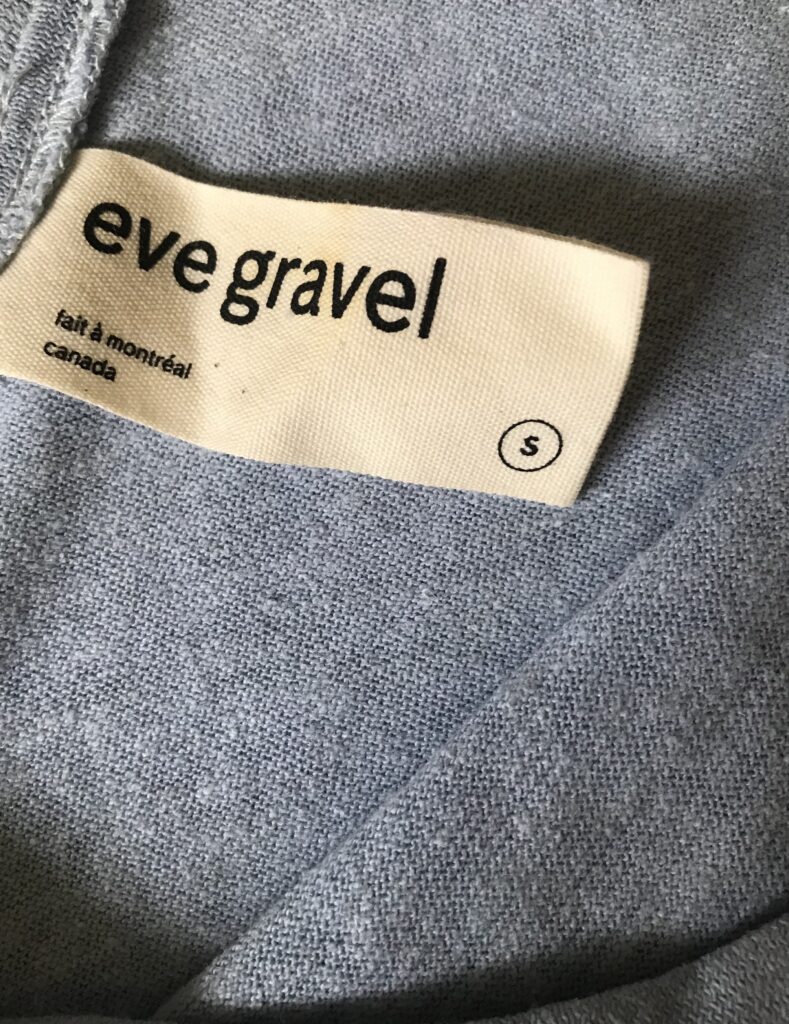 eve gravel
fait à montréal
canada
S